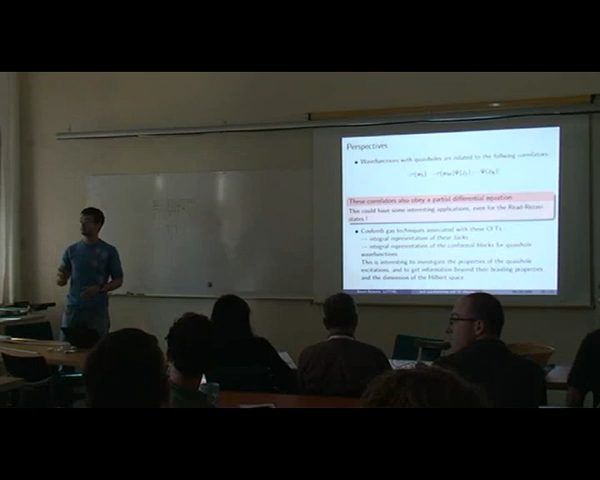 Perspectives
Wavefunctions with quasiholes are related to the following correlators
These correlators also obey a partial differential equation
This could have some interesting applications, even for the Read-Rezayi
states !
Coulomb gas techniques associated with these CFTs :
integral representation of these Jacks
integral representation of the conformal blocks for quasihole
wavefunctions
This is interesting to investigate the properties of the quasihole
excitations, and to get information beyond their braiding properties
and the dimension of the Hilbert space